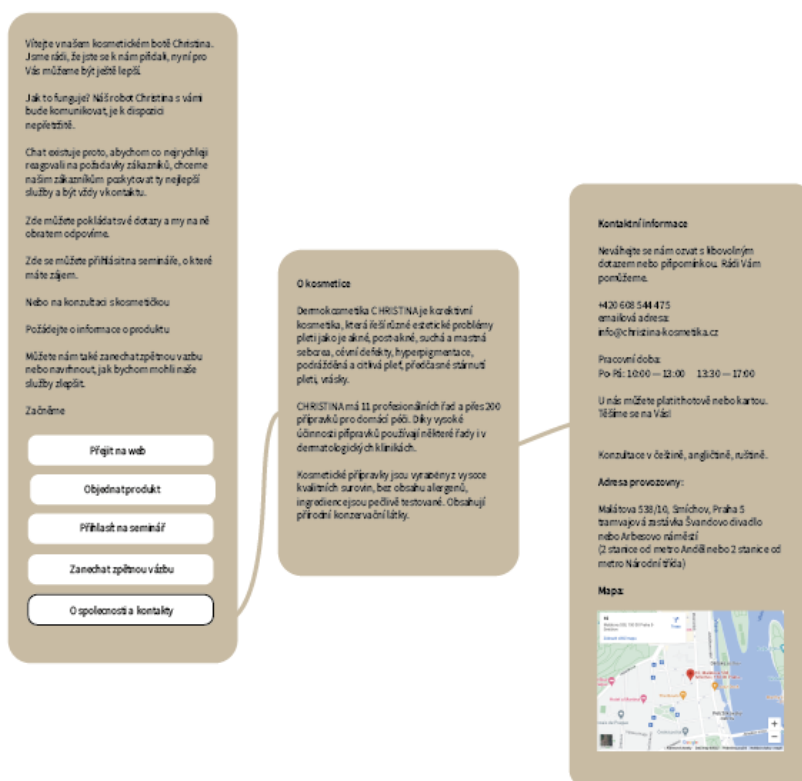 Vítejte v našem kosmetickém botě Christina.
Jsme rádi, že jste se k nám přidali, nyní pro
Vás můžeme být ještě lepší.
Jak to funguje? Náš robot Christina s vámi
bude komunikovat, je k dispozici
nepřetržitě.
Chat existuje proto, abychom co nejrychleji
reagovali na požadavky zákazníků, chceme
našim zákazníkům poskytovat ty nejlepší
služby a být vždy v kontaktu.
Zde můžete pokládat své dotazy a my na ně
obratem odpovíme.
Zde se můžete přihlásit na semináře, o které
máte zájem.
Nebo na konzultaci s kosmetičkou
Požádejte o informace o produktu
Můžete nám také zanechat zpětnou vazbu
nebo navrhnout, jak bychom mohli naše
služby zlepšit.
Začněme
Přejít na web
Objednat produkt
Přihlasit na seminář
Zanechat zpětnou vázbu
O spolecnosti a kontakty
O kosmetice
Dermokosmetika CHRISTINA je korektivní
kosmetika, která řeší různé estetické problémy
pleti jako je akné, post-akné, suchá a mastná
seborea, cévní defekty, hyperpigmentace,
podrážděná a citlivá pleť, předčasné stárnutí
pleti, vrásky.
CHRISTINA má 11 profesionálních řad a přes 200
přípravků pro domácí péči. Díky vysoké
účinnosti přípravků používají některé řady i v
dermatologických klinikách.
Kosmetické přípravky jsou vyraběny z vysoce
kvalitních surovin, bez obsahu alergenů,
ingredience jsou pečlivě testované. Obsahují
přírodní konzervační látky.
Kontaktní informace
Neváhejte se nám ozvat s libovolným
dotazem nebo připomínkou. Rádi Vám
pomůžeme.
+420 608 544 475
emailová adresa:
info@christina-kosmetika.cz
Pracovní doba:
Po-Pá: 10:00 — 13:00 13:30 — 17:00
U nás můžete platit hotově nebo kartou.
Těšíme se na Vás!
Konzultace v češtině, angličtině, ruštině.
Adresa provozovny:
Malátova 538/10, Smíchov, Praha 5
tramvajová zastávka Švandovo divadlo
nebo Arbesovo náměstí
(2 stanice od metro Anděl nebo 2 stanice od
metro Národní třída)
Mapa: